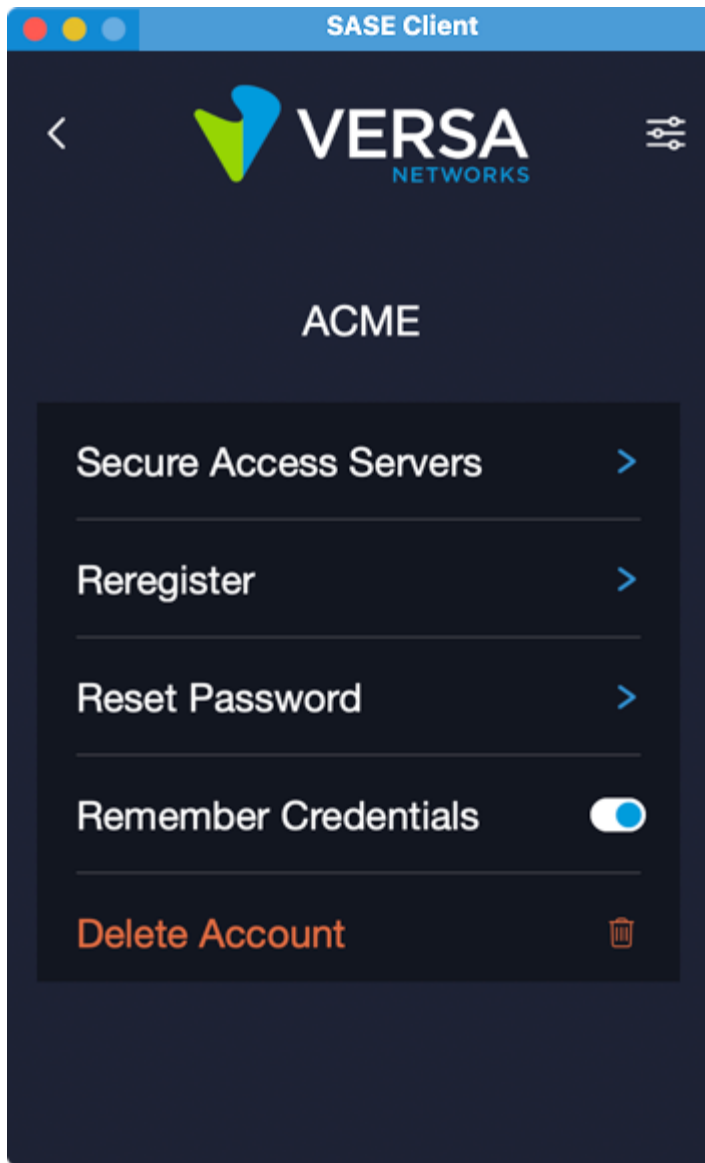 SASE Client
VERSA
NETWORKS
ACME
Secure Access Servers
Reregister
Reset Password
Remember Credentials
Delete Account